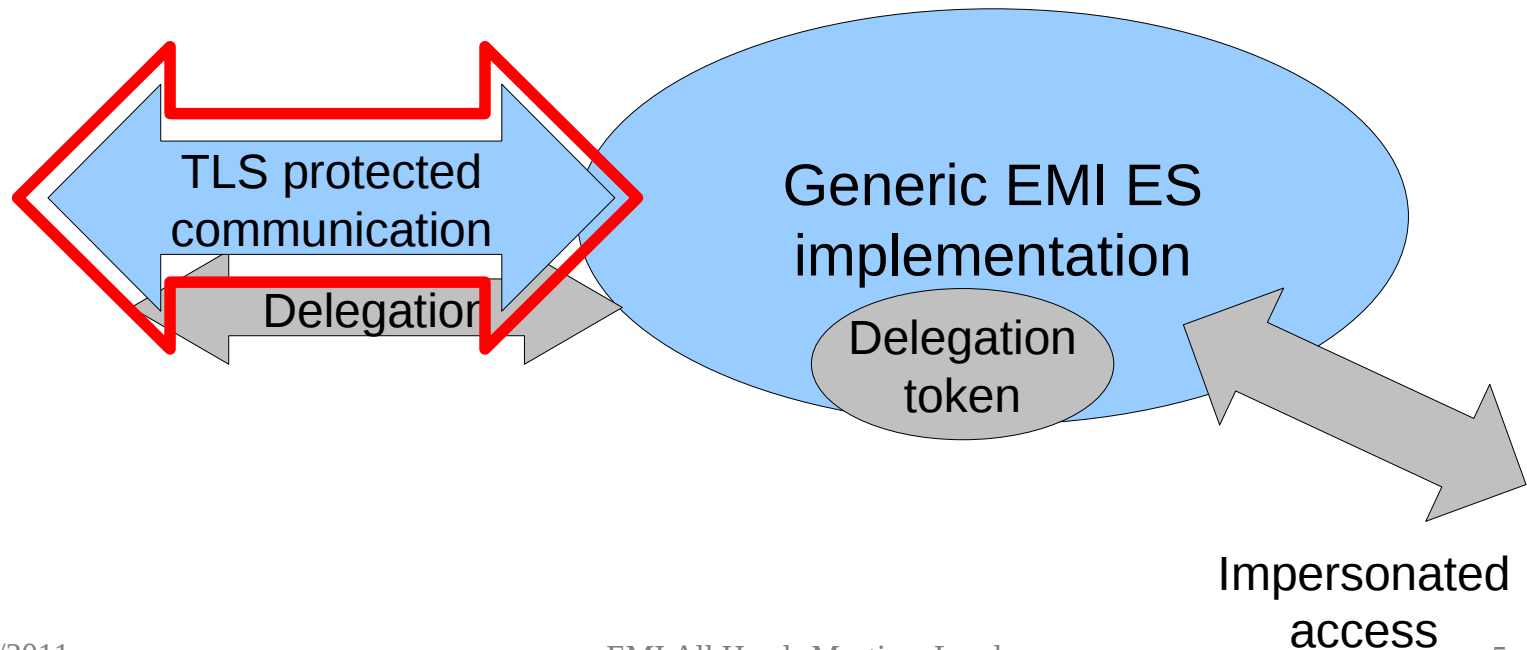 TLS protected
communication
Generic EMI ES
implementation
Delegation
Delegation
token
Impersonated
access